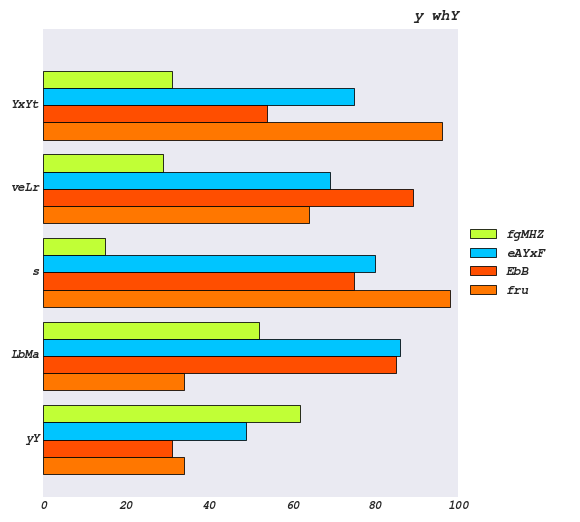 y whY
YxYt
veLr
s
LbMa
yY
0 20 40 60 80 100
fgMHZ
eAYxF
EbB
fru